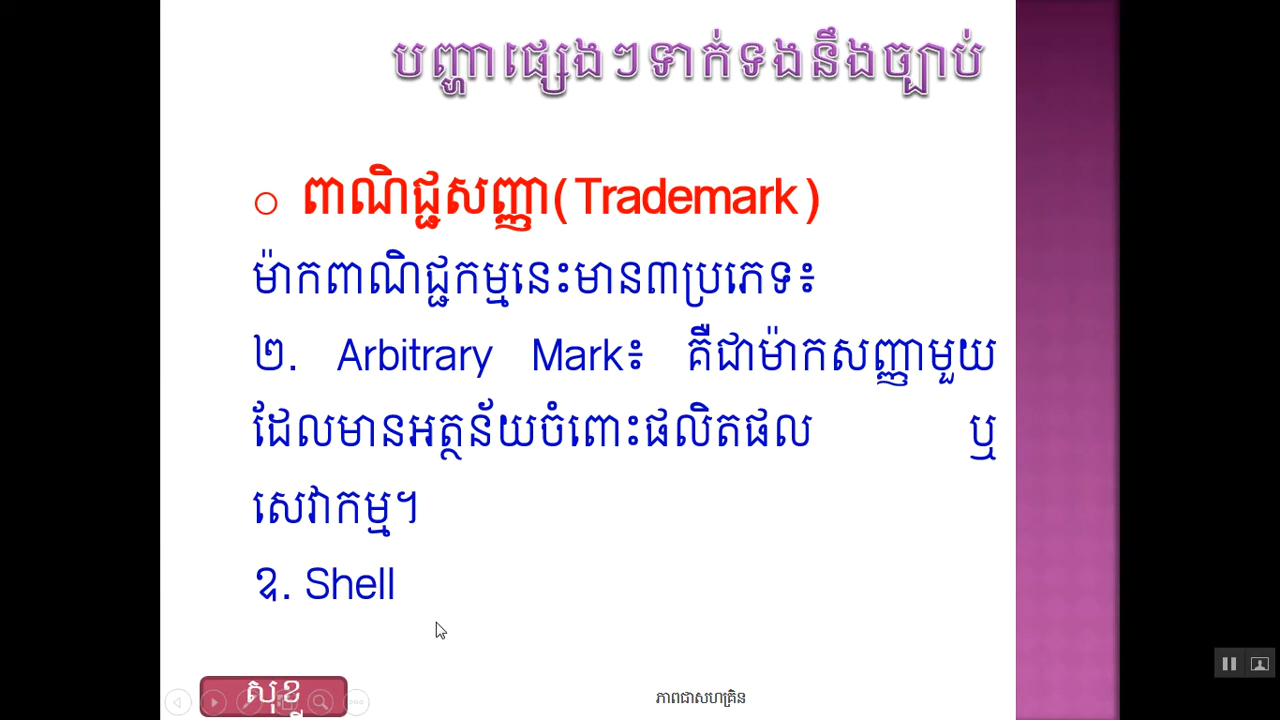 បញ្ហាផ្សេងៗទាក់ទងនឹងច្បាប់
ពាណិជ្ជសញ្ញា(Trademark)
ម៉ាកពាណិជ្ជកម្មនេះមាន៣ប្រភេទ៖
២. Arbitrary Mark៖ គឺជាម៉ាកសញ្ញាមួយ
ដែលមានអត្ថន័យចំពោះផលិតផល ឬ
សេវាកម្ម។
ឧ. Shell
សុខ
ភាពជាសហគ្រិន